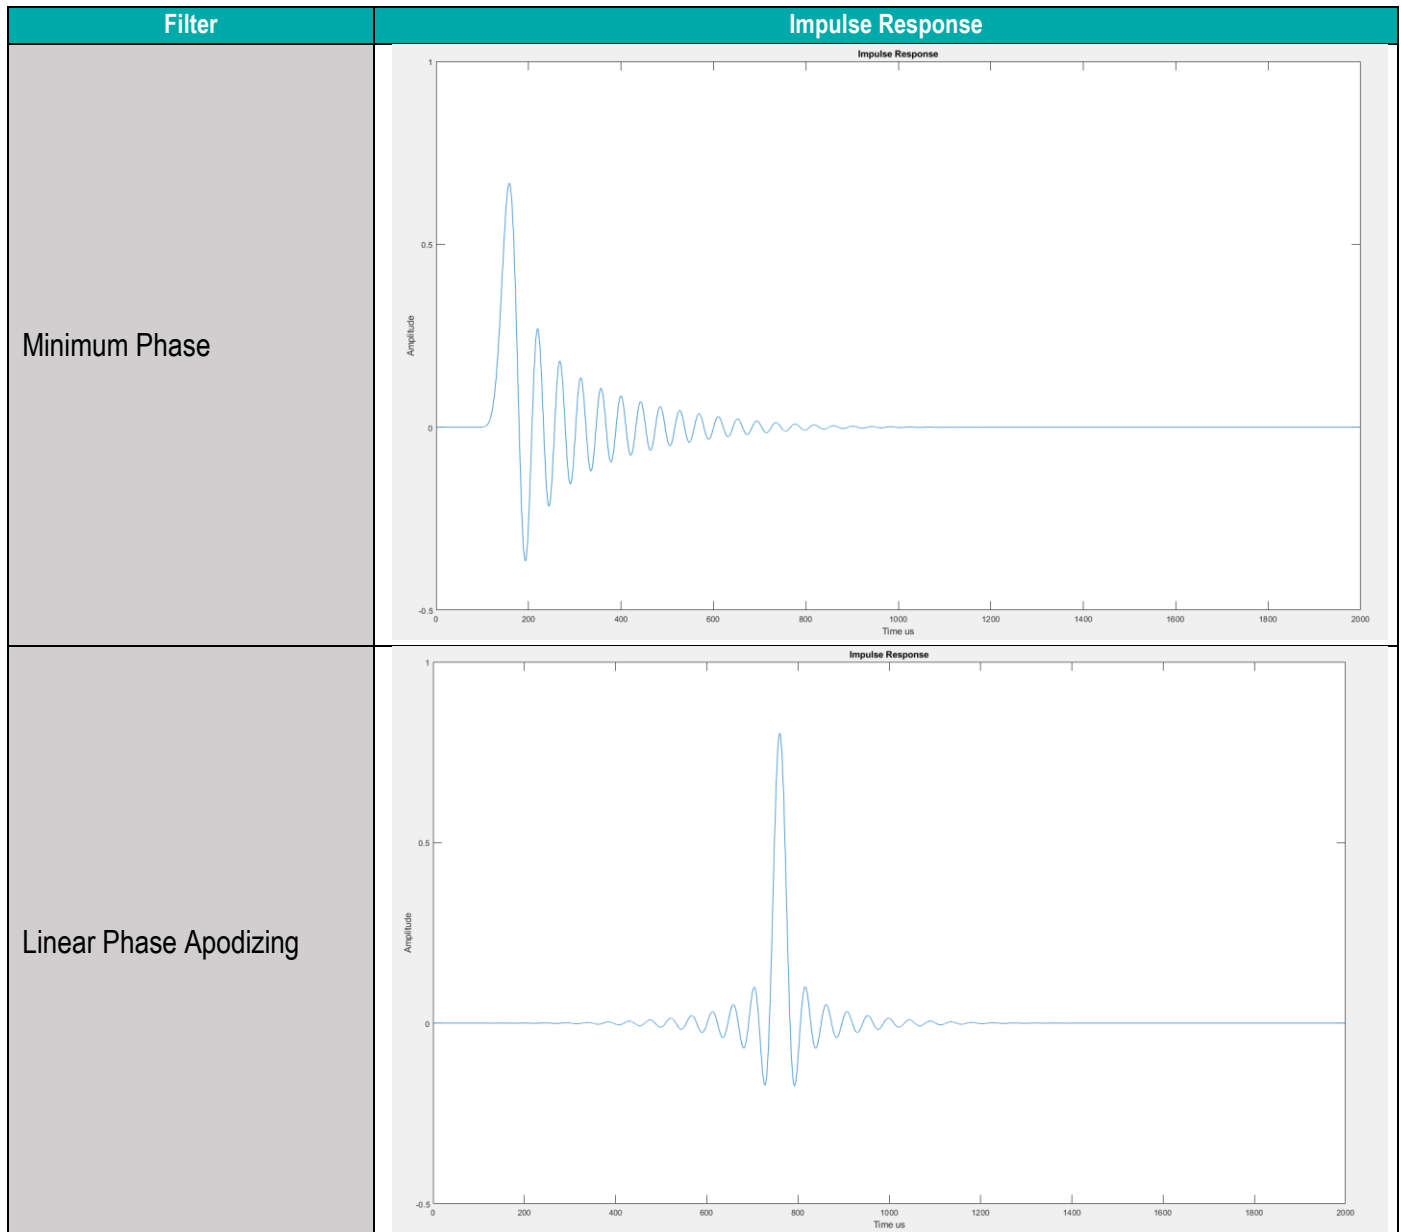 Filter Impulse Response
Impulse Response
1
0.5
Amplitude
0
-0.5
0 200 400 600 800 1000 1200 1400 1600 1800 2000
Time us
Minimum Phase
Impulse Response
1
0.5
Amplitude
0
-0.5
0 200 400 600 800 1000 1200 1400 1600 1800 2000
Time us
Linear Phase Apodizing